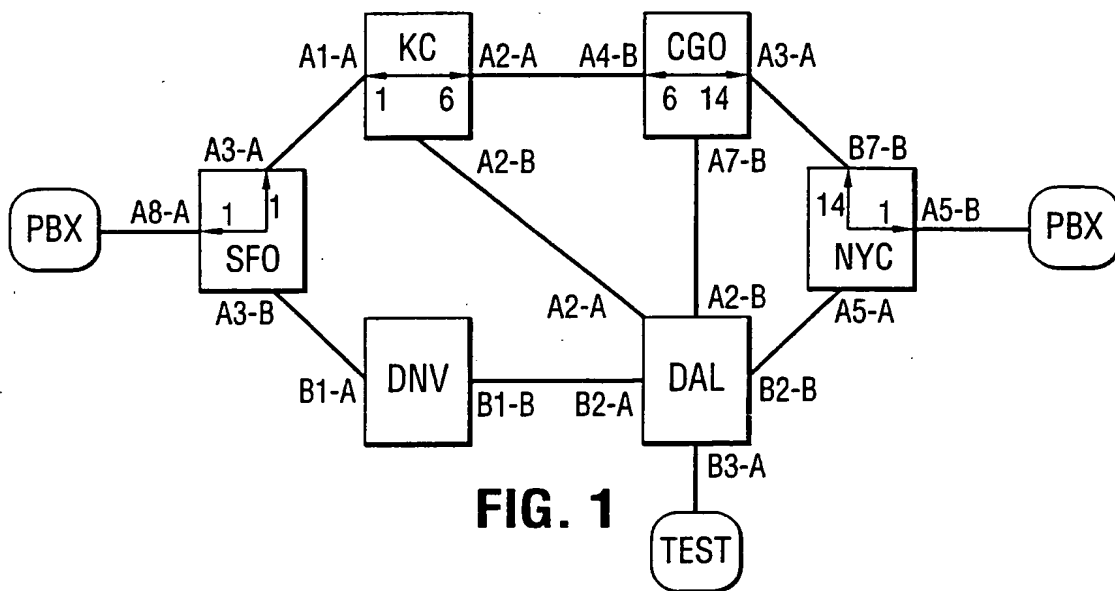 KC
CGO
A1-A
A2-A
A4-B
A3-A
1 6
6 14
A3-A
A2-B
A7-B
B7-B
PBX
A8-A
1
1
14
1
A5-B
PBX
SFO
NYC
A3-B
A2-A
A2-B
A5-A
DNV
DAL
B1-A
B1-B
B2-A
B2-B
B3-A
FIG. 1
TEST